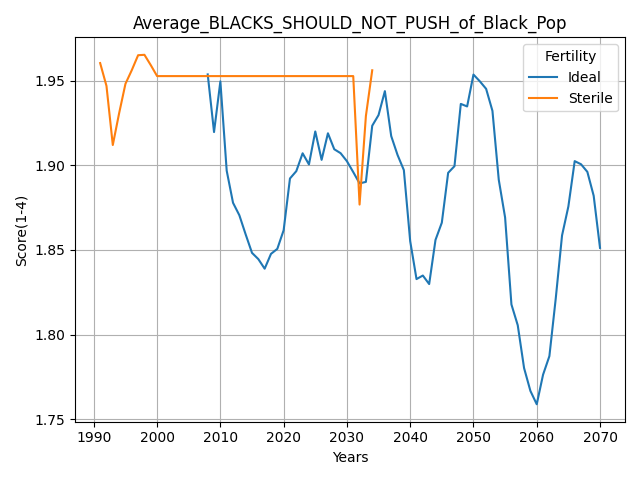 Average_BLACKS_SHOULD_NOT_PUSH_of_Black_Pop
Fertility
Ideal
Sterile
Score(1-4)
1.95
1.90
1.85
1.80
1.75
1990 2000 2010 2020 2030 2040 2050 2060 2070
Years